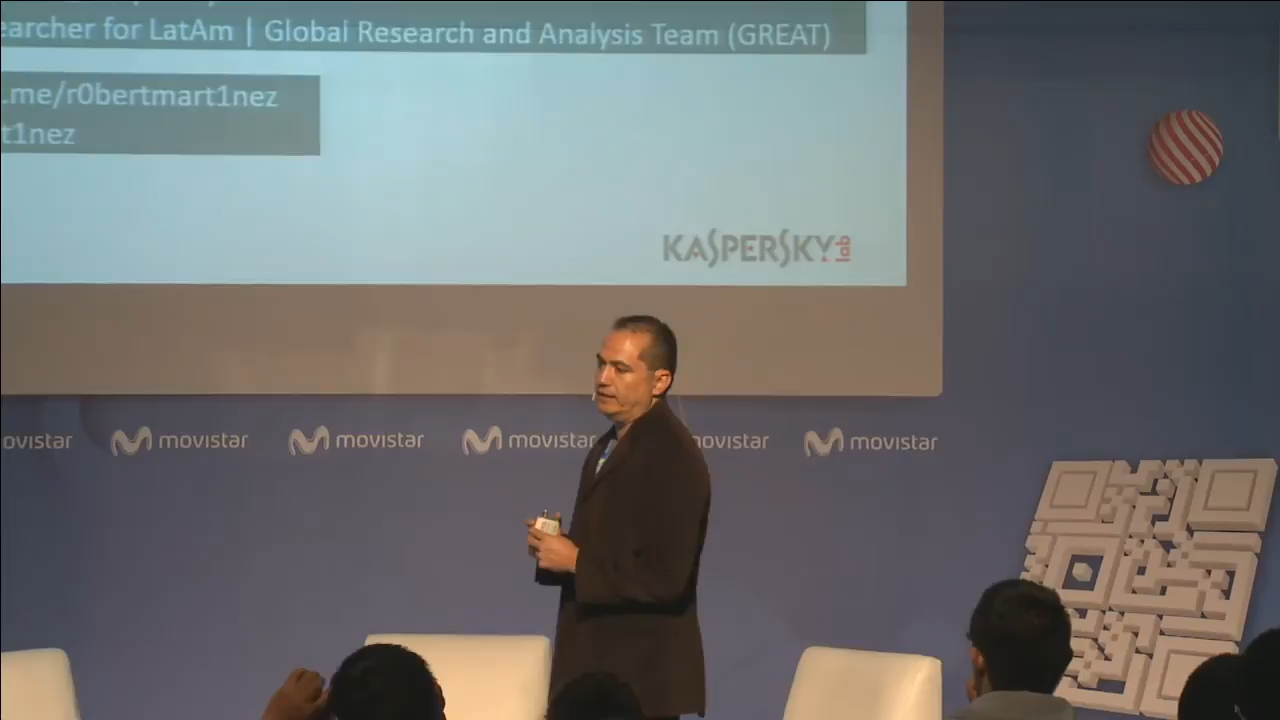 earcher for LatAm | Global Research and Analysis Team (GREAT)
.me/r0bertmart1nez
t1nez
KASPERSKY lab
ovistar movistar movistar movistar movistar movistar